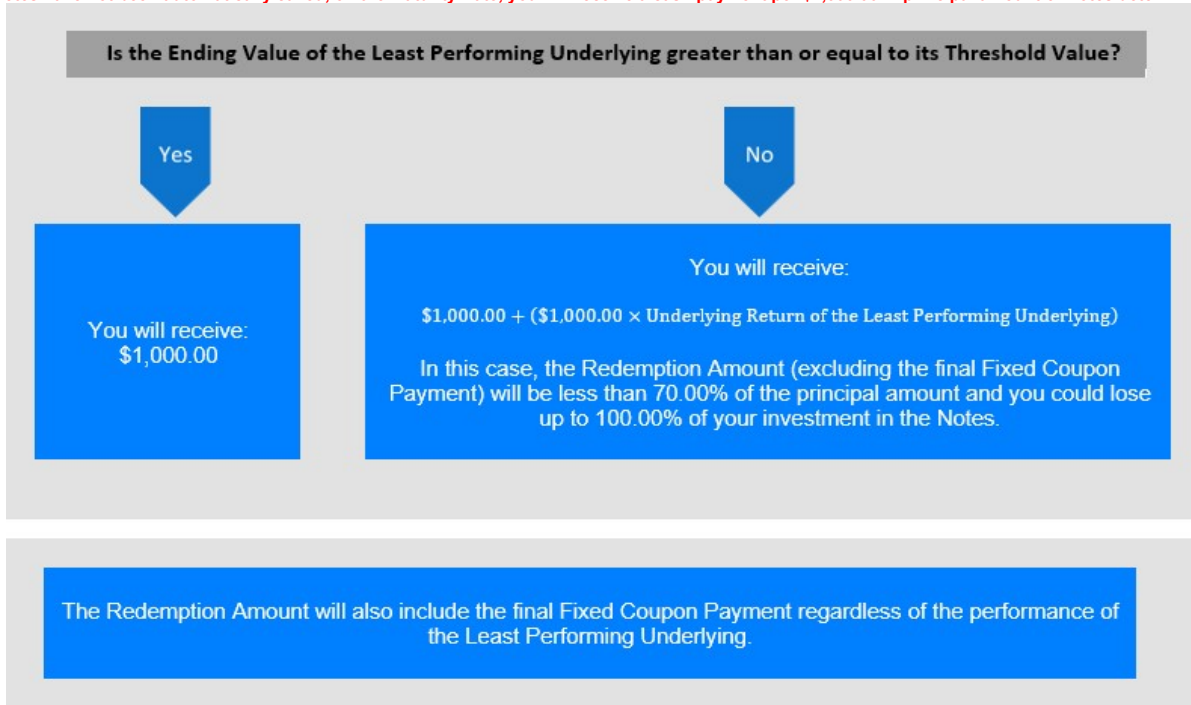 Is the Ending Value of the Least Performing Underlying greater than or equal to its Threshold Value?
Yes
No
You will receive:
$1,000.00
You will receive:
$1,000.00 + ($1,000.00 × Underlying Return of the Least Performing Underlying)
In this case, the Redemption Amount (excluding the final Fixed Coupon
Payment) will be less than 70.00% of the principal amount and you could lose
up to 100.00% of your investment in the Notes.
The Redemption Amount will also include the final Fixed Coupon Payment regardless of the performance of
the Least Performing Underlying.